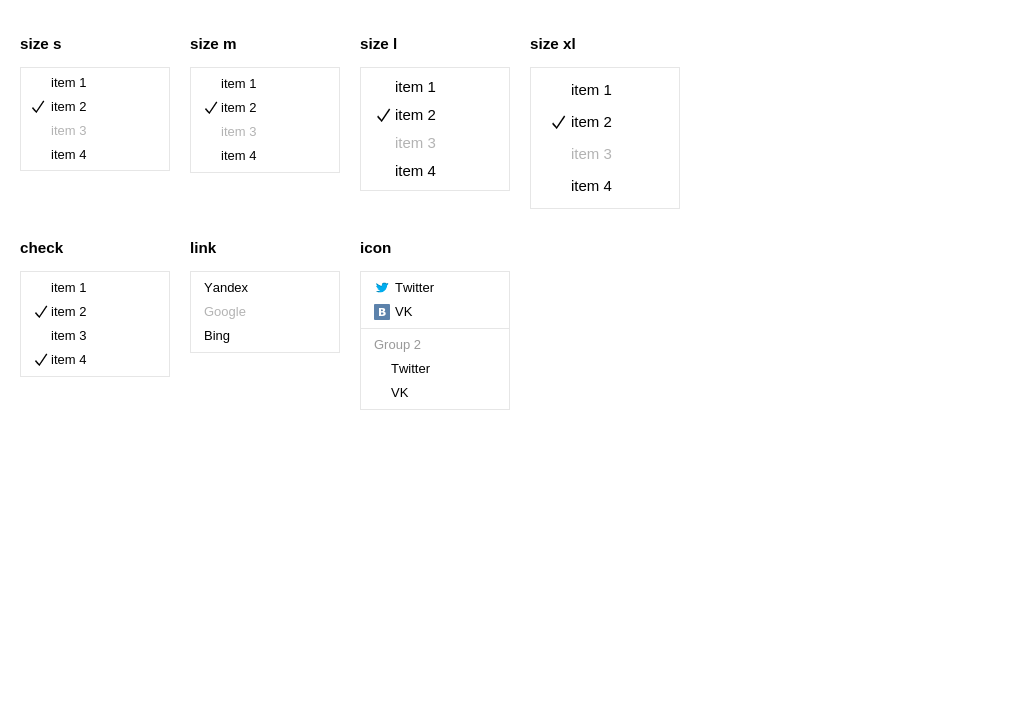 size s
item 1
item 2
item 3
item 4
size m
item 1
item 2
item 3
item 4
size l
item 1
item 2
item 3
item 4
size xl
item 1
item 2
item 3
item 4
check
item 1
item 2
item 3
item 4
link
Yandex
Google
Bing
icon
Twitter
B VK
Group 2
Twitter
VK